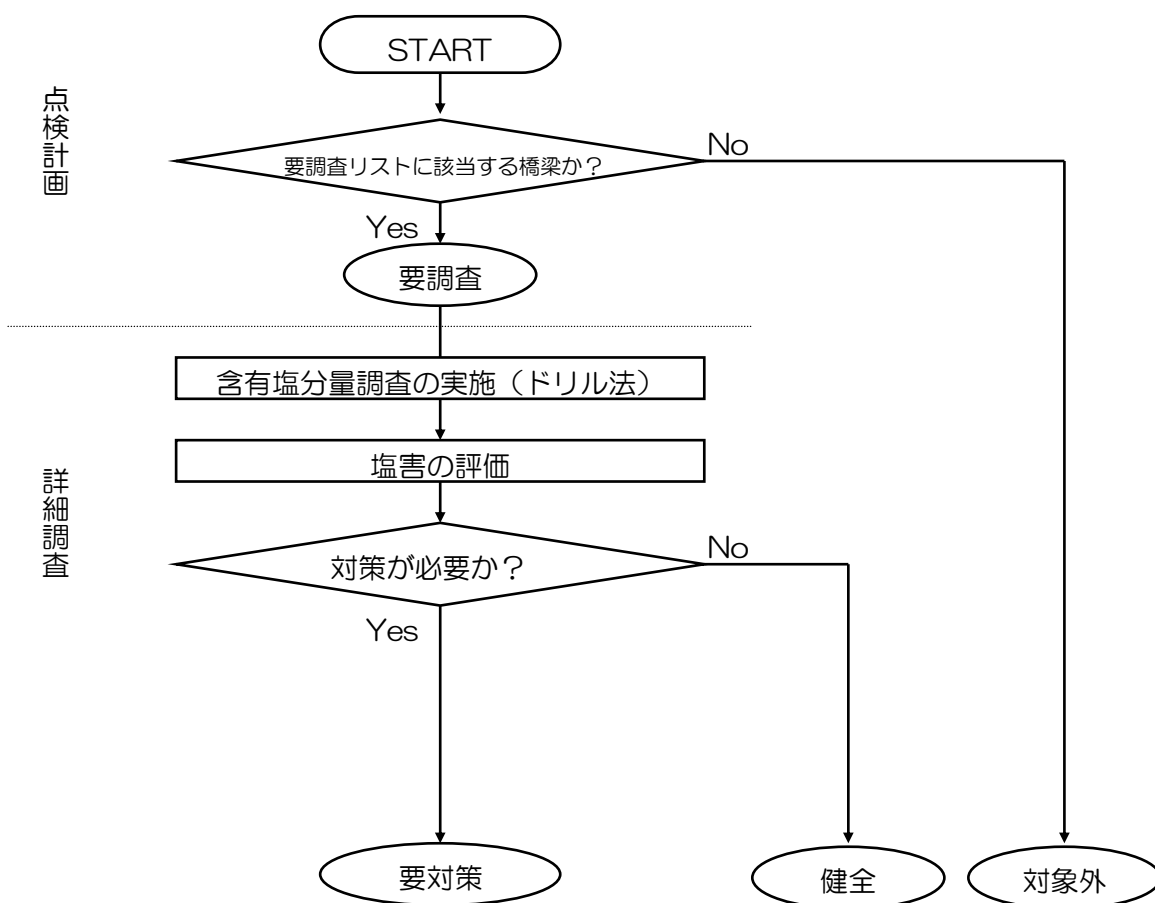 START
点検計画
要調査リストに該当する橋梁か？
No
Yes
要調査
含有塩分量調査の実施（ドリル法）
塩害の評価
詳細調査
対策が必要か？
No
Yes
要対策
健全
対象外